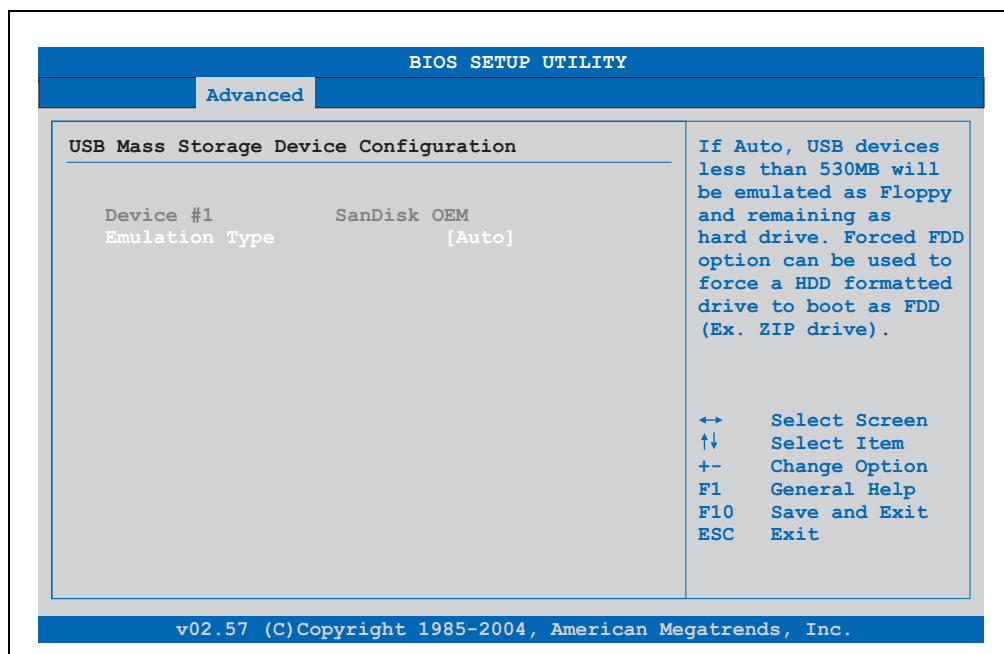 BIOS SETUP UTILITY
Advanced
USB Mass Storage Device Configuration
Device #1 SanDisk OEM
Emulation Type [Auto]
If Auto, USB devices
less than 530MB will
be emulated as Floppy
and remaining as
hard drive. Forced FDD
option can be used to
force a HDD formatted
drive to boot as FDD
(Ex. ZIP drive).
↔ Select Screen
↑↓ Select Item
+- Change Option
F1 General Help
F10 Save and Exit
ESC Exit
v02.57 (C)Copyright 1985-2004, American Megatrends, Inc.